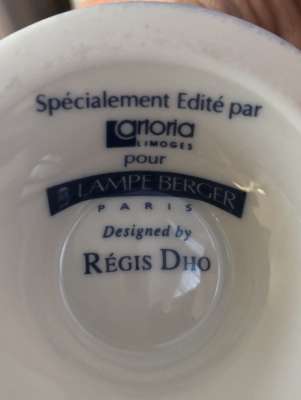 Spécialement Edité par
artoria
LIMOGES
pour
LAMPE BERGER
PARIS
Designed by
RÉGIS DHO